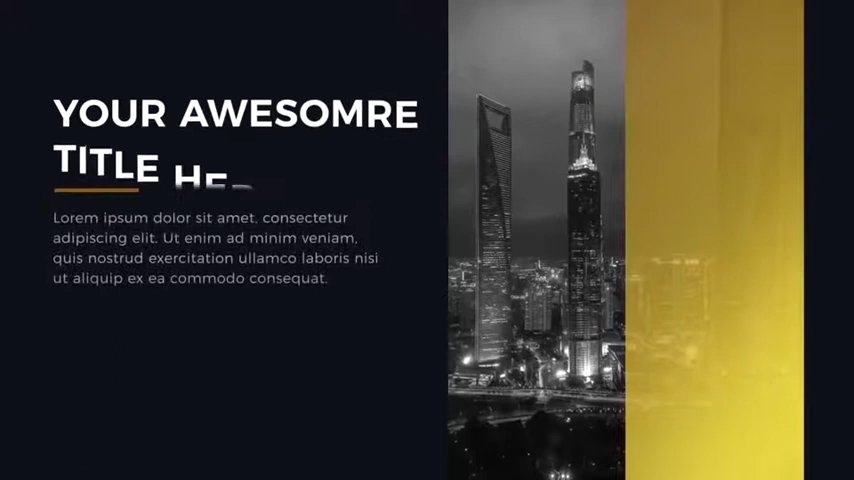 YOUR AWESOMRE
TITLE HE
Lorem ipsum dolor sit amet, consectetur
adipiscing elit. Ut enim ad minim veniam,
quis nostrud exercitation ullamco laboris nisi
ut aliquip ex ea commodo consequat.